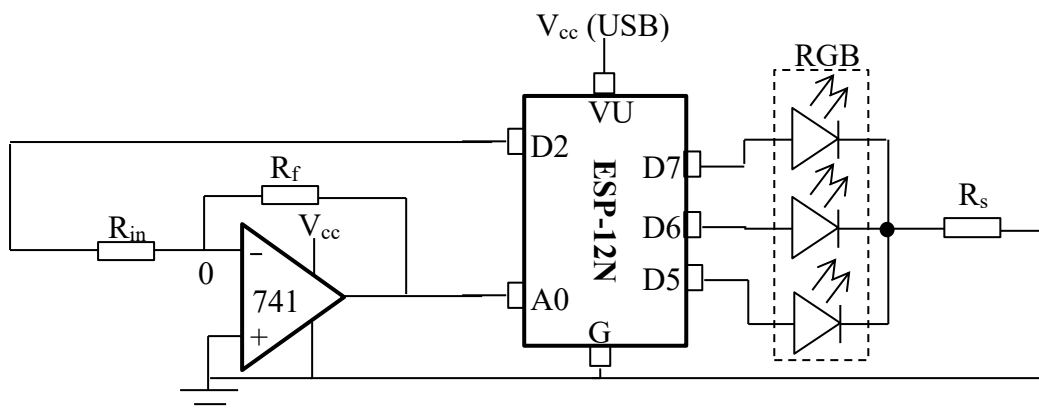 Vcc (USB)
RGB
VU
D2
D7
Rf
ESP-12N
Rs
Rin
Vcc
D6
−
0
D5
741
A0
+
G